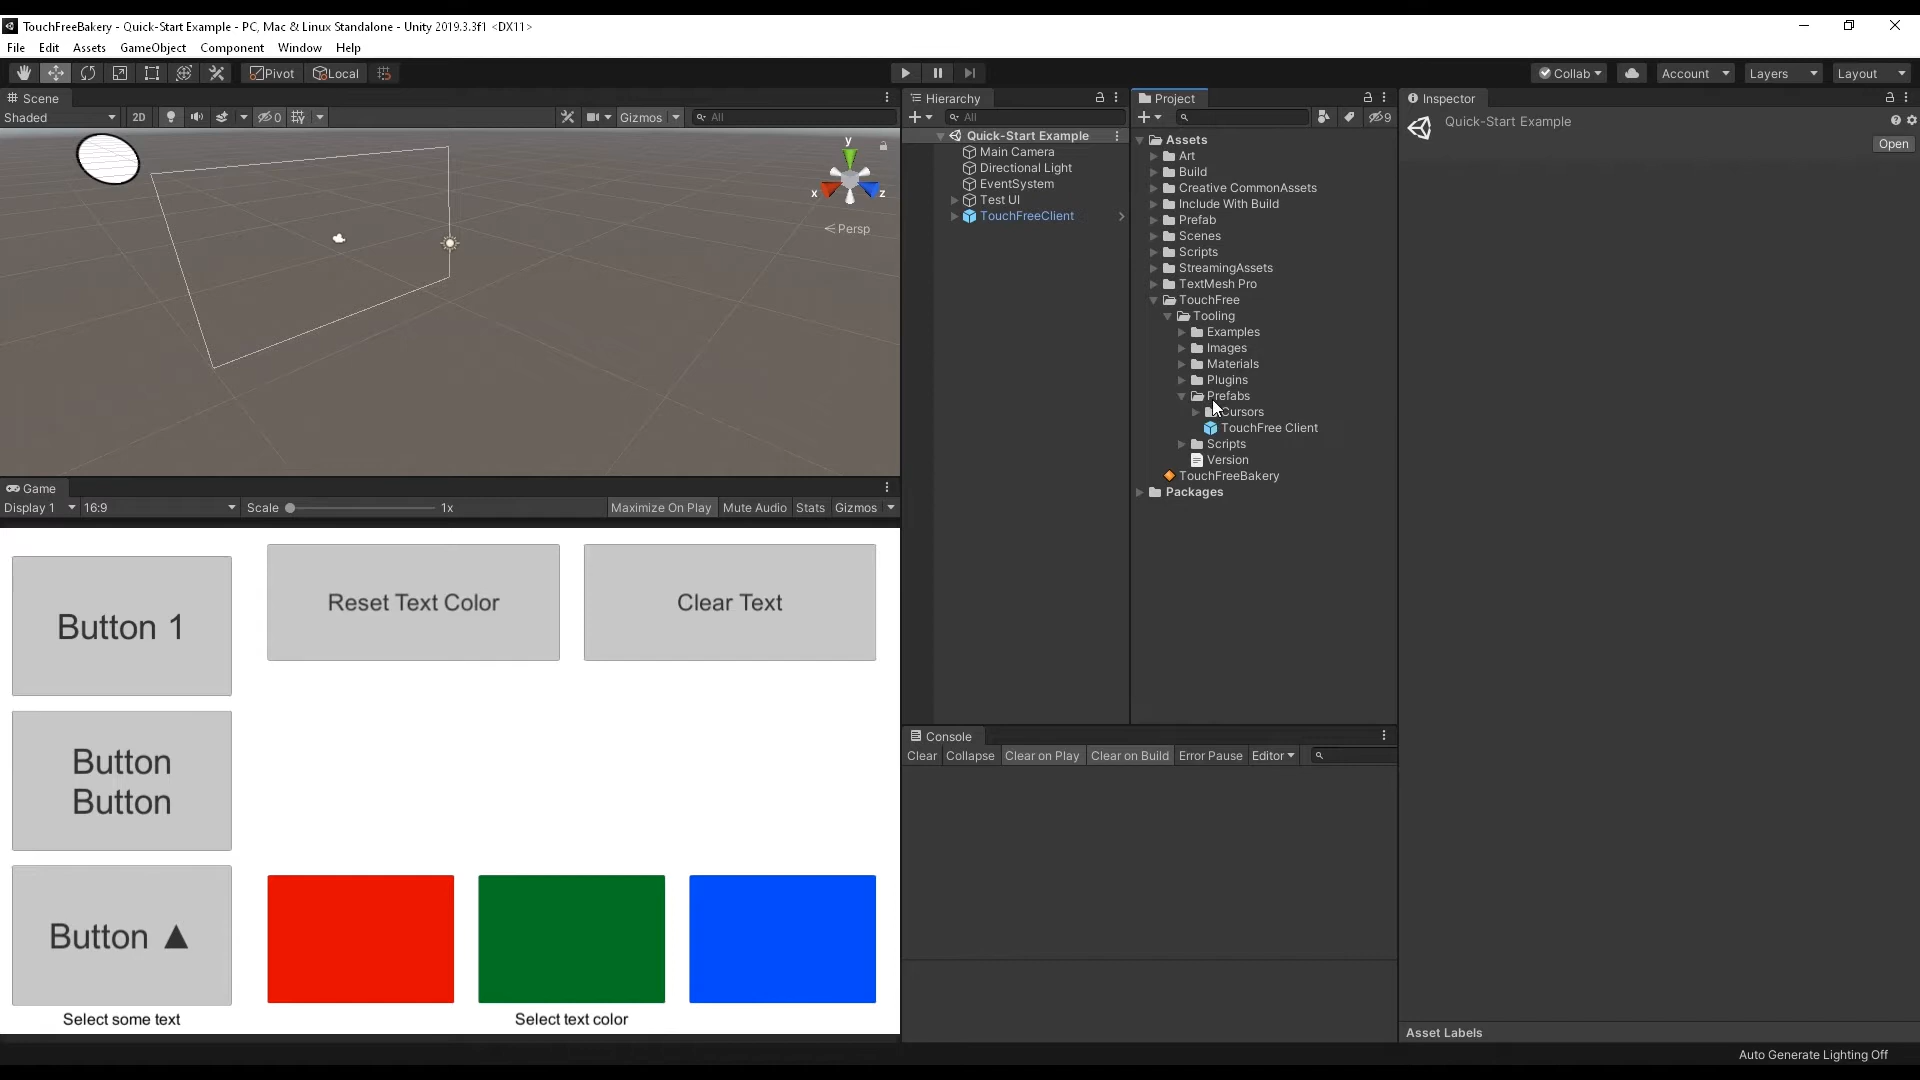 TouchFreeBakery - Quick-Start Example - PC, Mac & Linux Standalone - Unity 2019.3.3f1 <DX11>
File Edit Assets GameObject Component Window Help
Pivot Local Collab Account Layers Layout
Scene
Shaded 2D 0 Gizmos All
y
x z
Persp
Game
Display 1 16:9 Scale 1x Maximize On Play Mute Audio Stats Gizmos
Button 1
Reset Text Color
Clear Text
Button
Button
Button ▲
Select some text
Select text color
Hierarchy
All
Quick-Start Example
Main Camera
Directional Light
EventSystem
Test UI
TouchFreeClient
Project
9
Assets
Art
Build
Creative CommonAssets
Include With Build
Prefab
Scenes
Scripts
StreamingAssets
TextMesh Pro
TouchFree
Tooling
Examples
Images
Materials
Plugins
Prefabs
Cursors
TouchFree Client
Scripts
Version
TouchFreeBakery
Packages
Console
Clear Collapse Clear on Play Clear on Build Error Pause Editor
Inspector
Quick-Start Example
Open
Asset Labels
Auto Generate Lighting Off